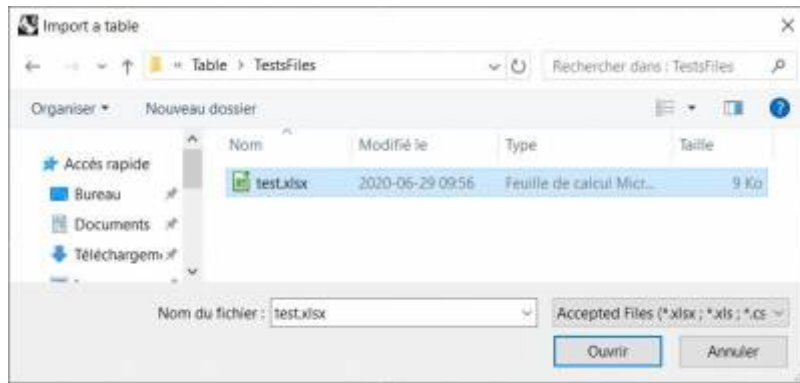 Import a table
« Table > TestsFiles
Rechercher dans : TestsFiles
Organiser
Nouveau dossier
Nom Modifié le Type Taille
Accès rapide
test.xlsx 2020-06-29 09:56 Feuille de calcul Micr... 9 Ko
Bureau
Documents
Téléchargem
Nom du fichier : test.xlsx
Accepted Files (*.xlsx ; *.xls ; *.cs
Ouvrir
Annuler